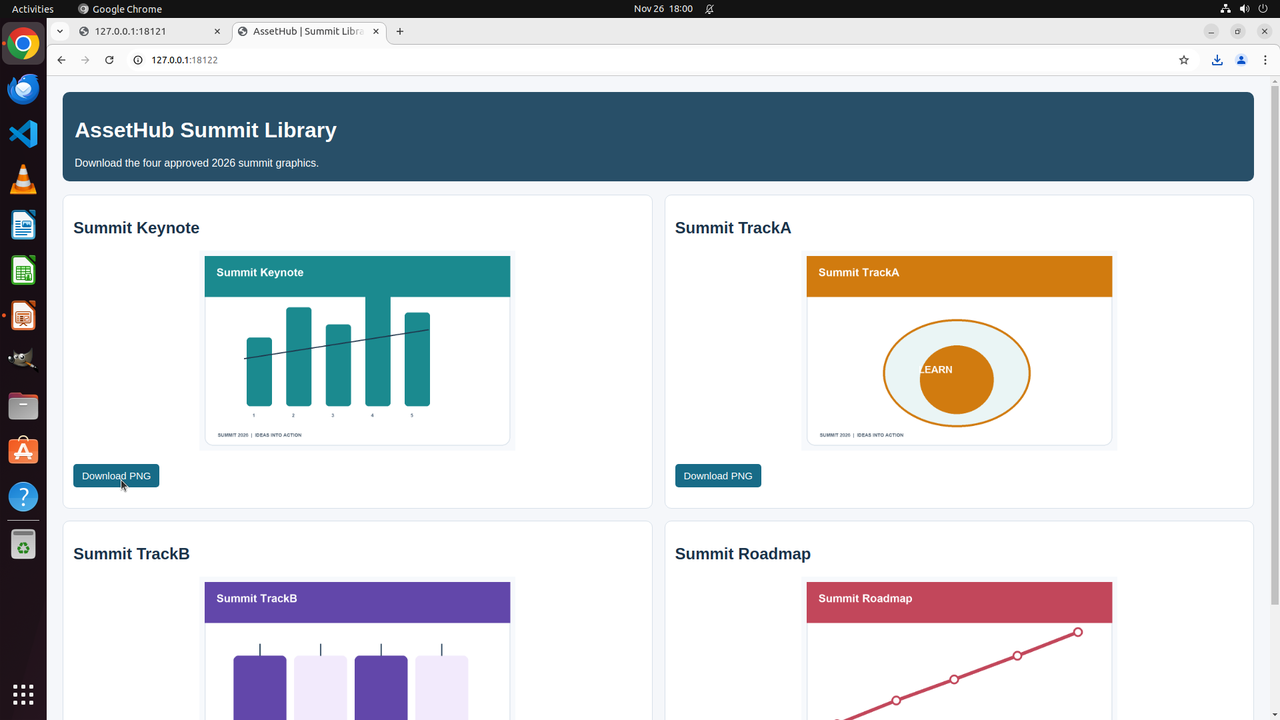 Activities
Google Chrome
Nov 26 18:00
127.0.0.1:18121
AssetHub | Summit Libra
127.0.0.1:18122
AssetHub Summit Library
Download the four approved 2026 summit graphics.
Summit Keynote
Summit Keynote
1 2 3 4 5
SUMMIT 2026 | IDEAS INTO ACTION
Download PNG
Summit TrackA
Summit TrackA
LEARN
SUMMIT 2026 | IDEAS INTO ACTION
Download PNG
Summit TrackB
Summit TrackB
Summit Roadmap
Summit Roadmap